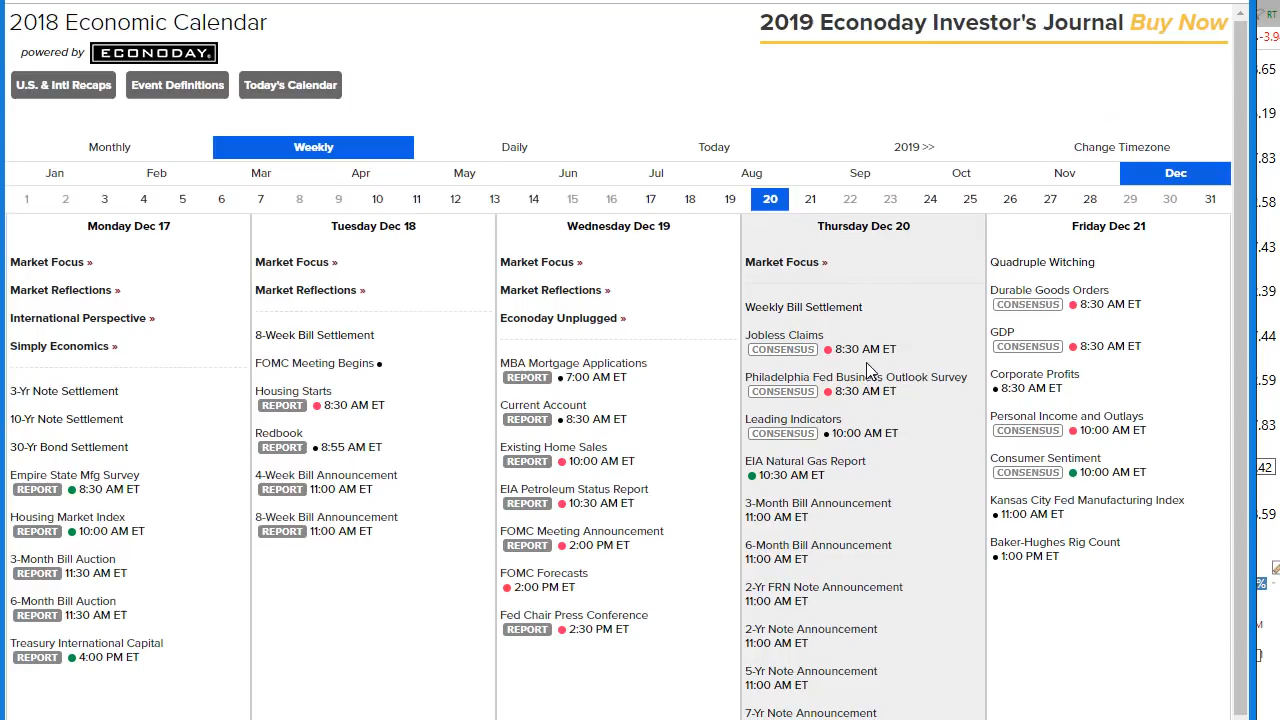 2018 Economic Calendar
2019 Econoday Investor's Journal Buy Now
powered by ECONODAY
U.S. & Intl Recaps Event Definitions Today's Calendar
Monthly Weekly Daily Today 2019 >> Change Timezone
Jan Feb Mar Apr May Jun Jul Aug Sep Oct Nov Dec
1 2 3 4 5 6 7 8 9 10 11 12 13 14 15 16 17 18 19 20 21 22 23 24 25 26 27 28 29 30 31
Monday Dec 17
Market Focus »
Market Reflections »
International Perspective »
Simply Economics »
3-Yr Note Settlement
10-Yr Note Settlement
30-Yr Bond Settlement
Empire State Mfg Survey
REPORT ● 8:30 AM ET
Housing Market Index
REPORT ● 10:00 AM ET
3-Month Bill Auction
REPORT 11:30 AM ET
6-Month Bill Auction
REPORT 11:30 AM ET
Treasury International Capital
REPORT ● 4:00 PM ET
Tuesday Dec 18
Market Focus »
Market Reflections »
8-Week Bill Settlement
FOMC Meeting Begins ●
Housing Starts
REPORT ● 8:30 AM ET
Redbook
REPORT ● 8:55 AM ET
4-Week Bill Announcement
REPORT 11:00 AM ET
8-Week Bill Announcement
REPORT 11:00 AM ET
Wednesday Dec 19
Market Focus »
Market Reflections »
Econoday Unplugged »
MBA Mortgage Applications
REPORT ● 7:00 AM ET
Current Account
REPORT ● 8:30 AM ET
Existing Home Sales
REPORT ● 10:00 AM ET
EIA Petroleum Status Report
REPORT ● 10:30 AM ET
FOMC Meeting Announcement
REPORT ● 2:00 PM ET
FOMC Forecasts
● 2:00 PM ET
Fed Chair Press Conference
REPORT ● 2:30 PM ET
Thursday Dec 20
Market Focus »
Weekly Bill Settlement
Jobless Claims
CONSENSUS ● 8:30 AM ET
Philadelphia Fed Business Outlook Survey
CONSENSUS ● 8:30 AM ET
Leading Indicators
CONSENSUS ● 10:00 AM ET
EIA Natural Gas Report
● 10:30 AM ET
3-Month Bill Announcement
11:00 AM ET
6-Month Bill Announcement
11:00 AM ET
2-Yr FRN Note Announcement
11:00 AM ET
2-Yr Note Announcement
11:00 AM ET
5-Yr Note Announcement
11:00 AM ET
7-Yr Note Announcement
Friday Dec 21
Quadruple Witching
Durable Goods Orders
CONSENSUS ● 8:30 AM ET
GDP
CONSENSUS ● 8:30 AM ET
Corporate Profits
● 8:30 AM ET
Personal Income and Outlays
CONSENSUS ● 10:00 AM ET
Consumer Sentiment
CONSENSUS ● 10:00 AM ET
Kansas City Fed Manufacturing Index
● 11:00 AM ET
Baker-Hughes Rig Count
● 1:00 PM ET
RT